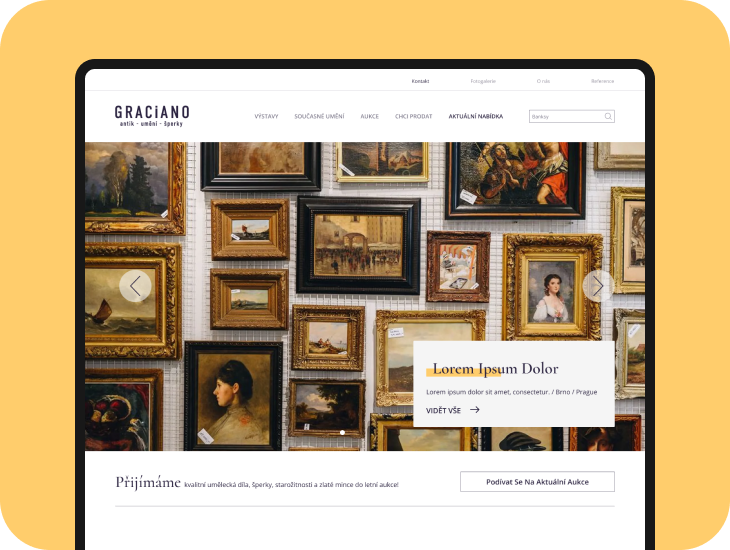 Kontakt
Fotogalerie
O nás
Reference
GRACiANO
antik - umění - šperky
VÝSTAVY
SOUČASNÉ UMĚNÍ
AUKCE
CHCI PRODAT
AKTUÁLNÍ NABÍDKA
Banksy
Lorem Ipsum Dolor
Lorem ipsum dolor sit amet, consectetur. / Brno / Prague
VIDĚT VŠE
Přijímáme kvalitní umělecká díla, šperky, starožitnosti a zlaté mince do letní aukce!
Podívat Se Na Aktuální Aukce